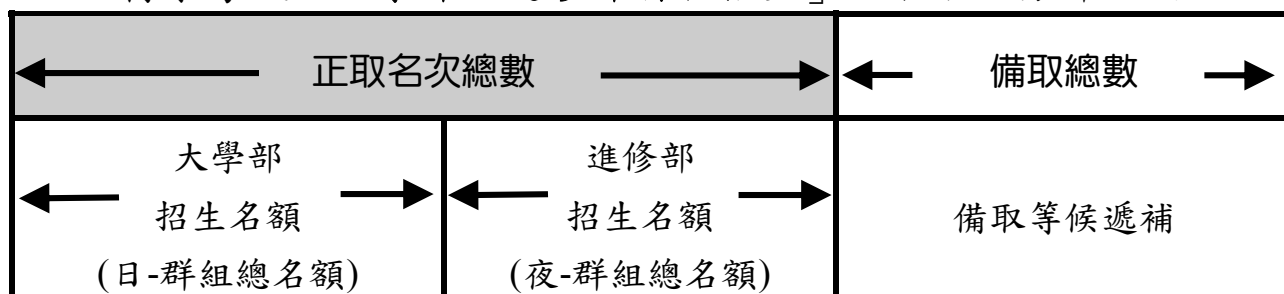 正取名次總數
備取總數
大學部
招生名額
(日-群組總名額)
進修部
招生名額
(夜-群組總名額)
備取等候遞補